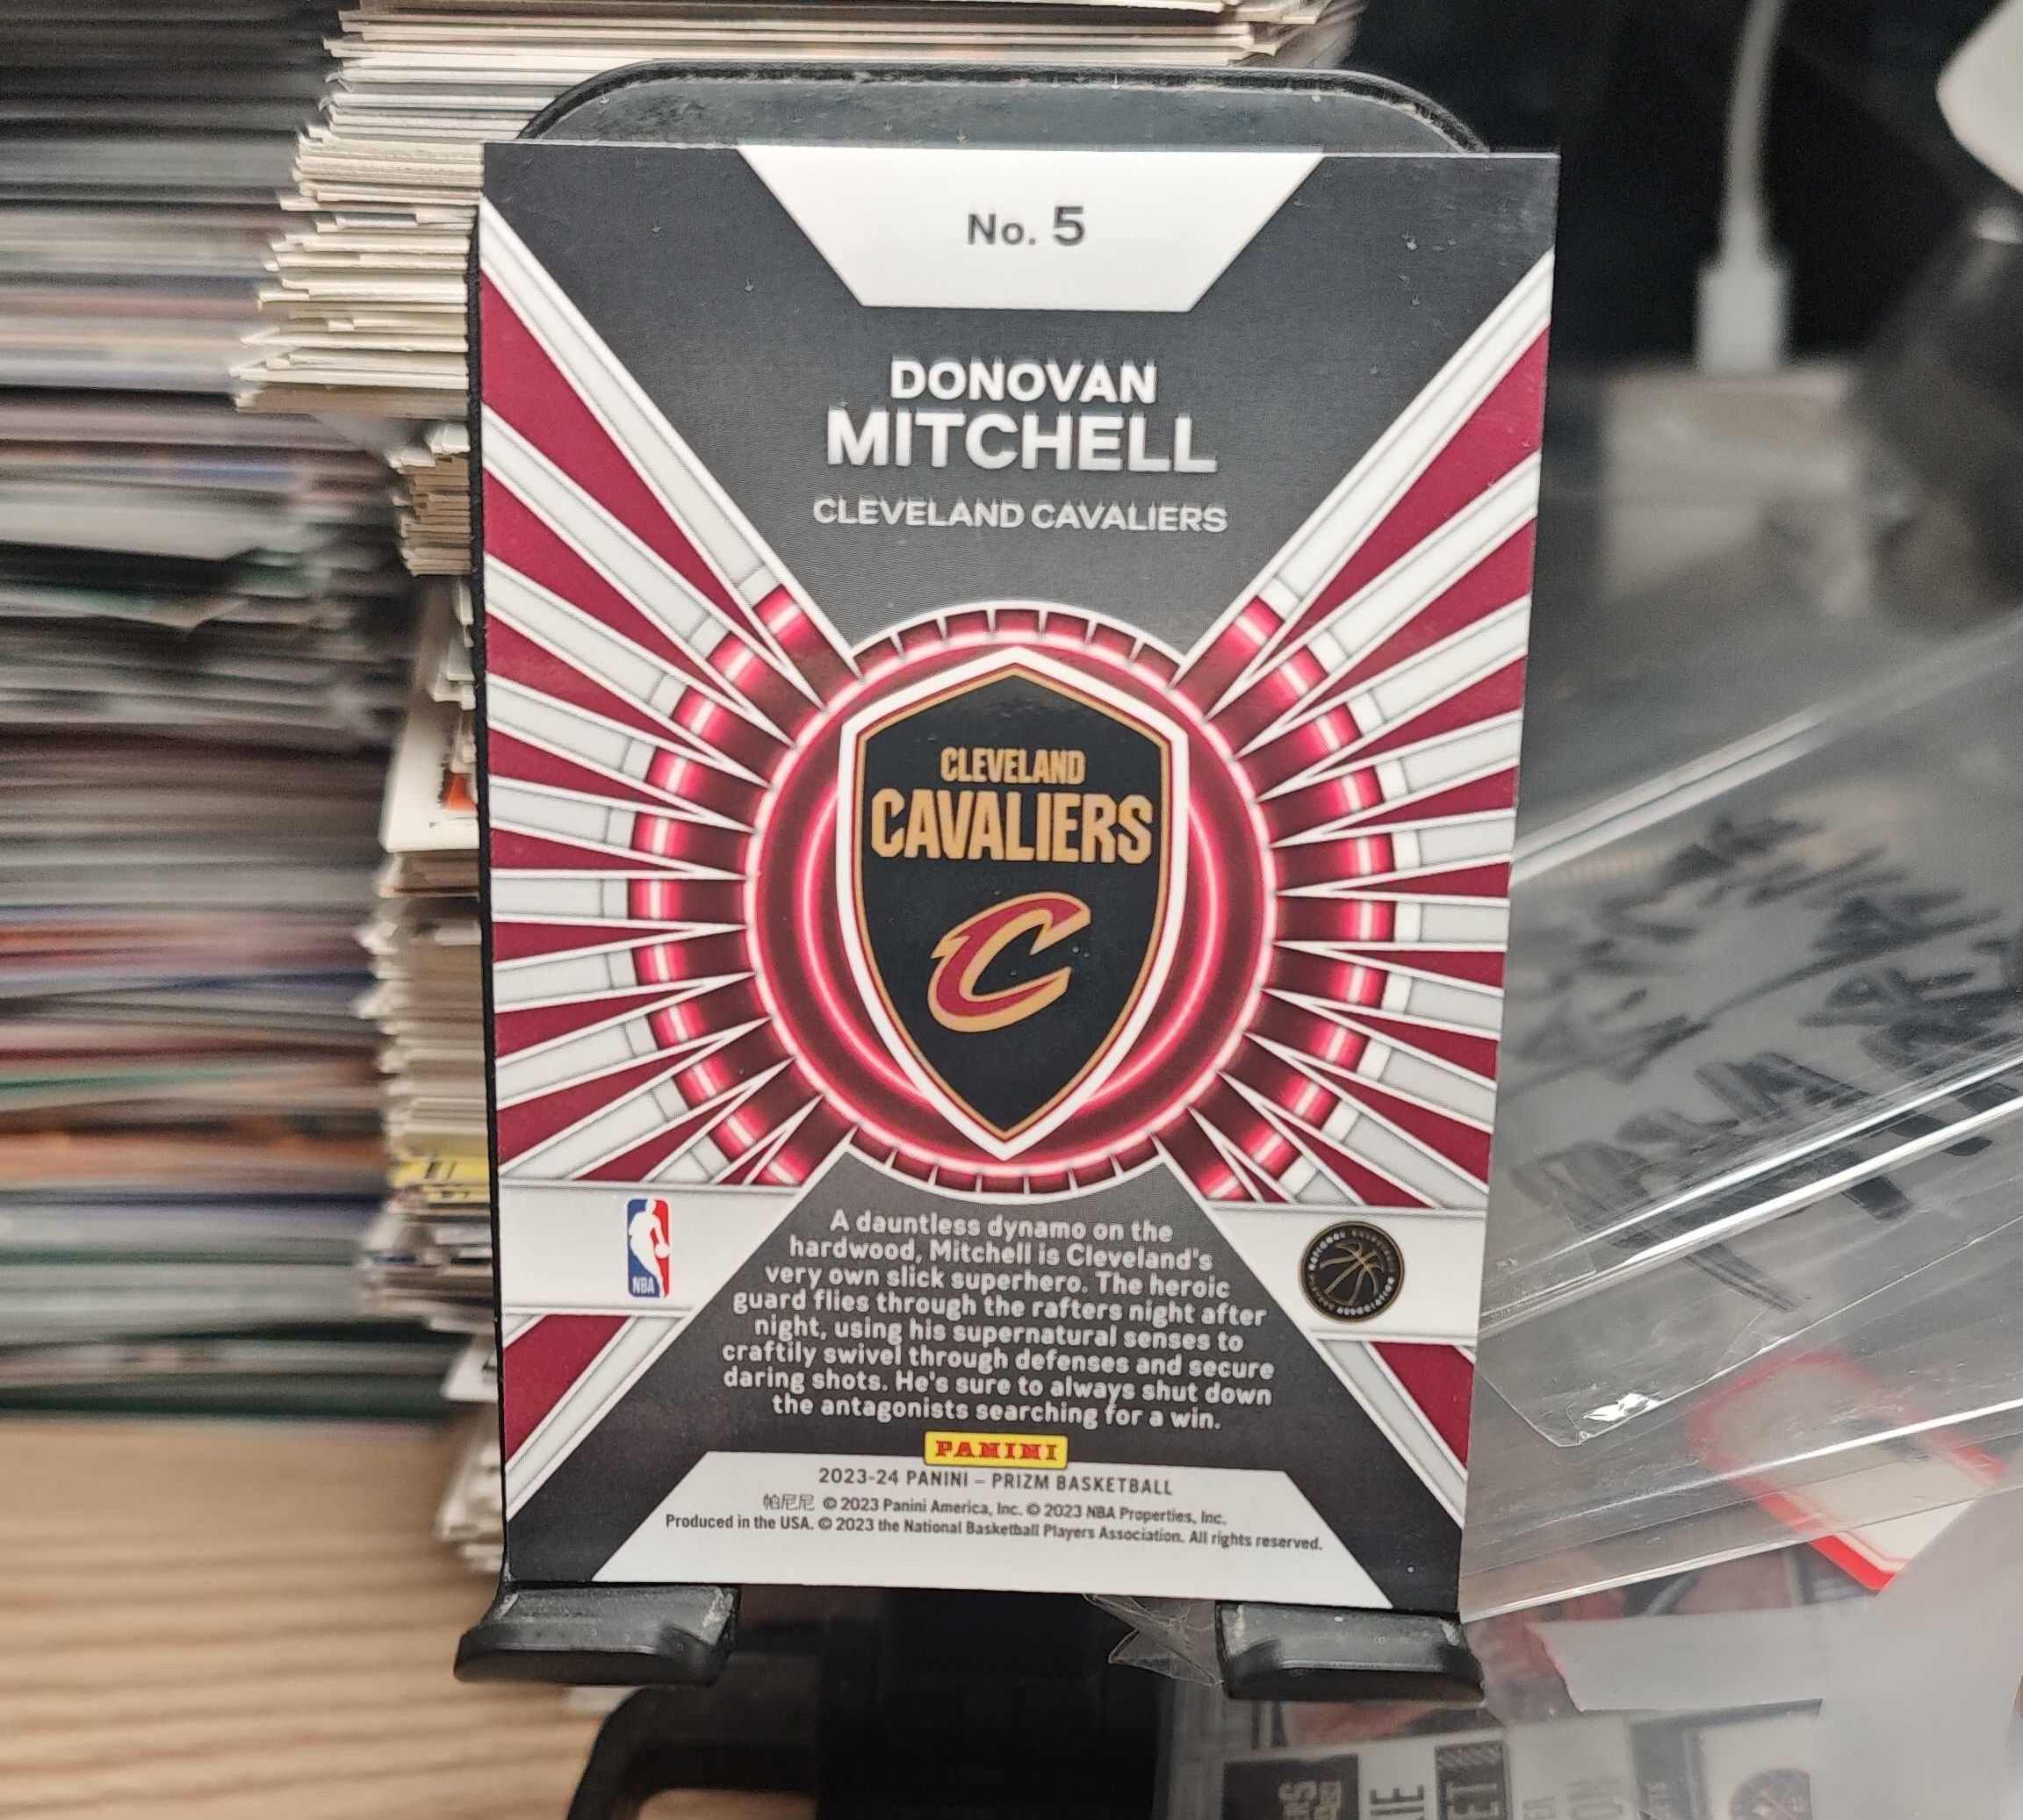 No. 5
DONOVAN
MITCHELL
CLEVELAND CAVALIERS
CLEVELAND
CAVALIERS
C
NBA
A dauntless dynamo on the
hardwood, Mitchell is Cleveland's
very own slick superhero. The heroic
guard flies through the rafters night after
night, using his supernatural senses to
craftily swivel through defenses and secure
daring shots. He's sure to always shut down
the antagonists searching for a win.
PANINI
2023-24 PANINI – PRIZM BASKETBALL
帕尼尼 © 2023 Panini America, Inc. © 2023 NBA Properties, Inc.
Produced in the USA. © 2023 the National Basketball Players Association. All rights reserved.